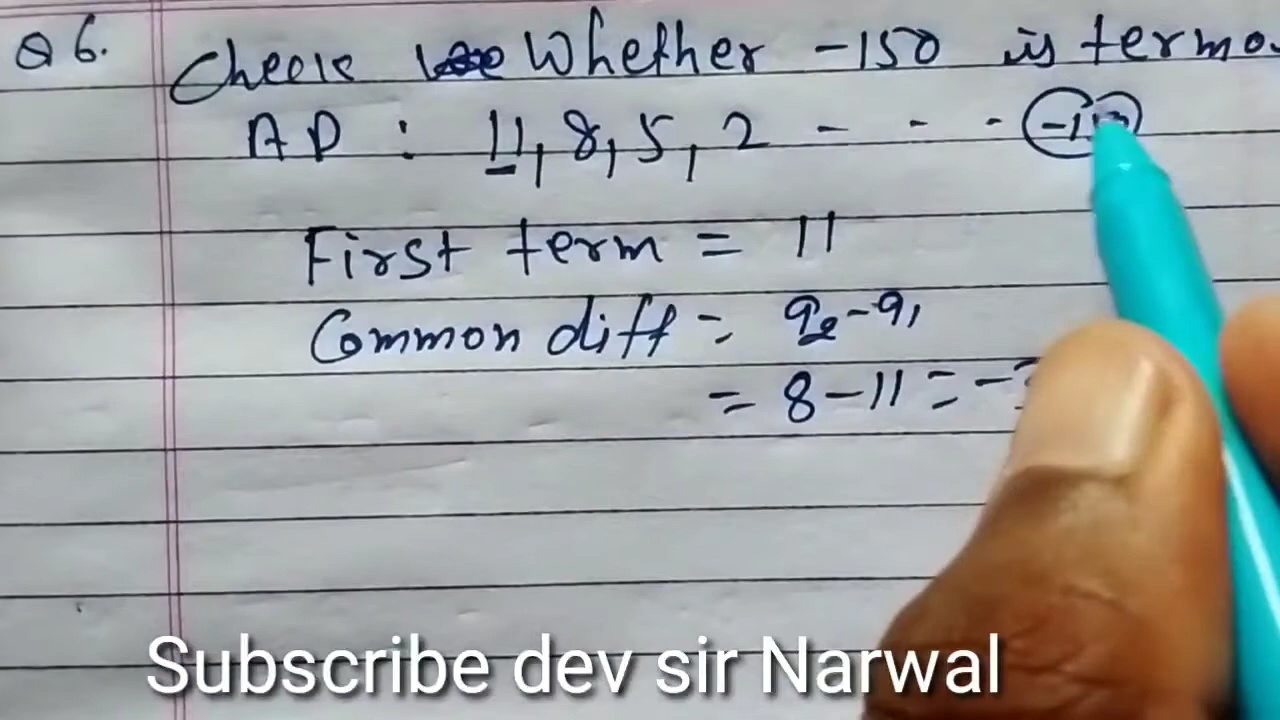 Q 6. Check Whether -150 is term o
AP : 11, 8, 5, 2 - - -
First term = 11
Common diff = a2-a1
= 8-11 =
Subscribe dev sir Narwal